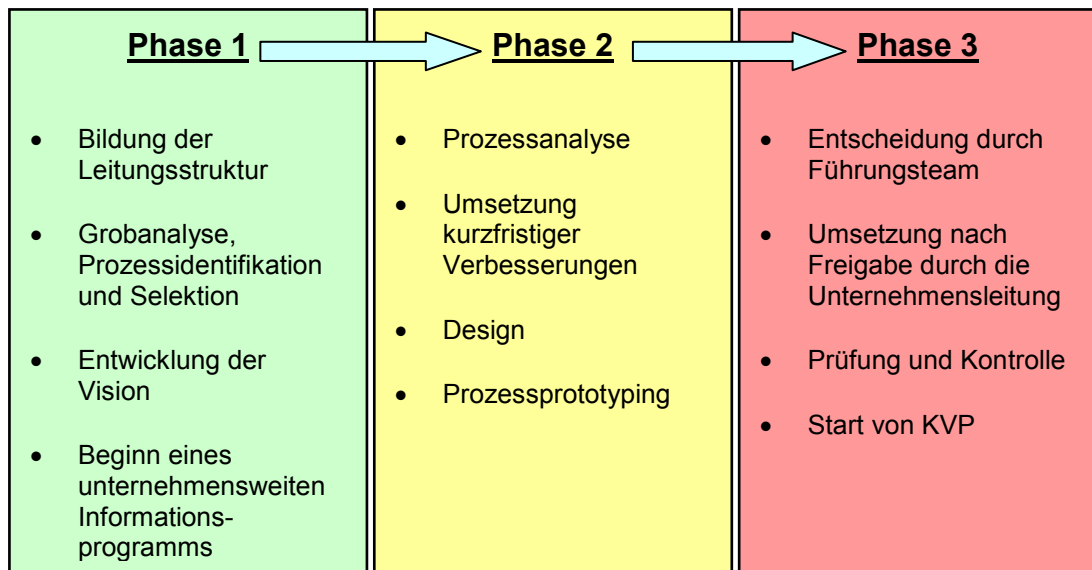 Phase 1
• Bildung der
Leitungsstruktur
• Grobanalyse,
Prozessidentifikation
und Selektion
• Entwicklung der
Vision
• Beginn eines
unternehmensweiten
Informations-
programms
Phase 2
• Prozessanalyse
• Umsetzung
kurzfristiger
Verbesserungen
• Design
• Prozessprototyping
Phase 3
• Entscheidung durch
Führungsteam
• Umsetzung nach
Freigabe durch die
Unternehmensleitung
• Prüfung und Kontrolle
• Start von KVP